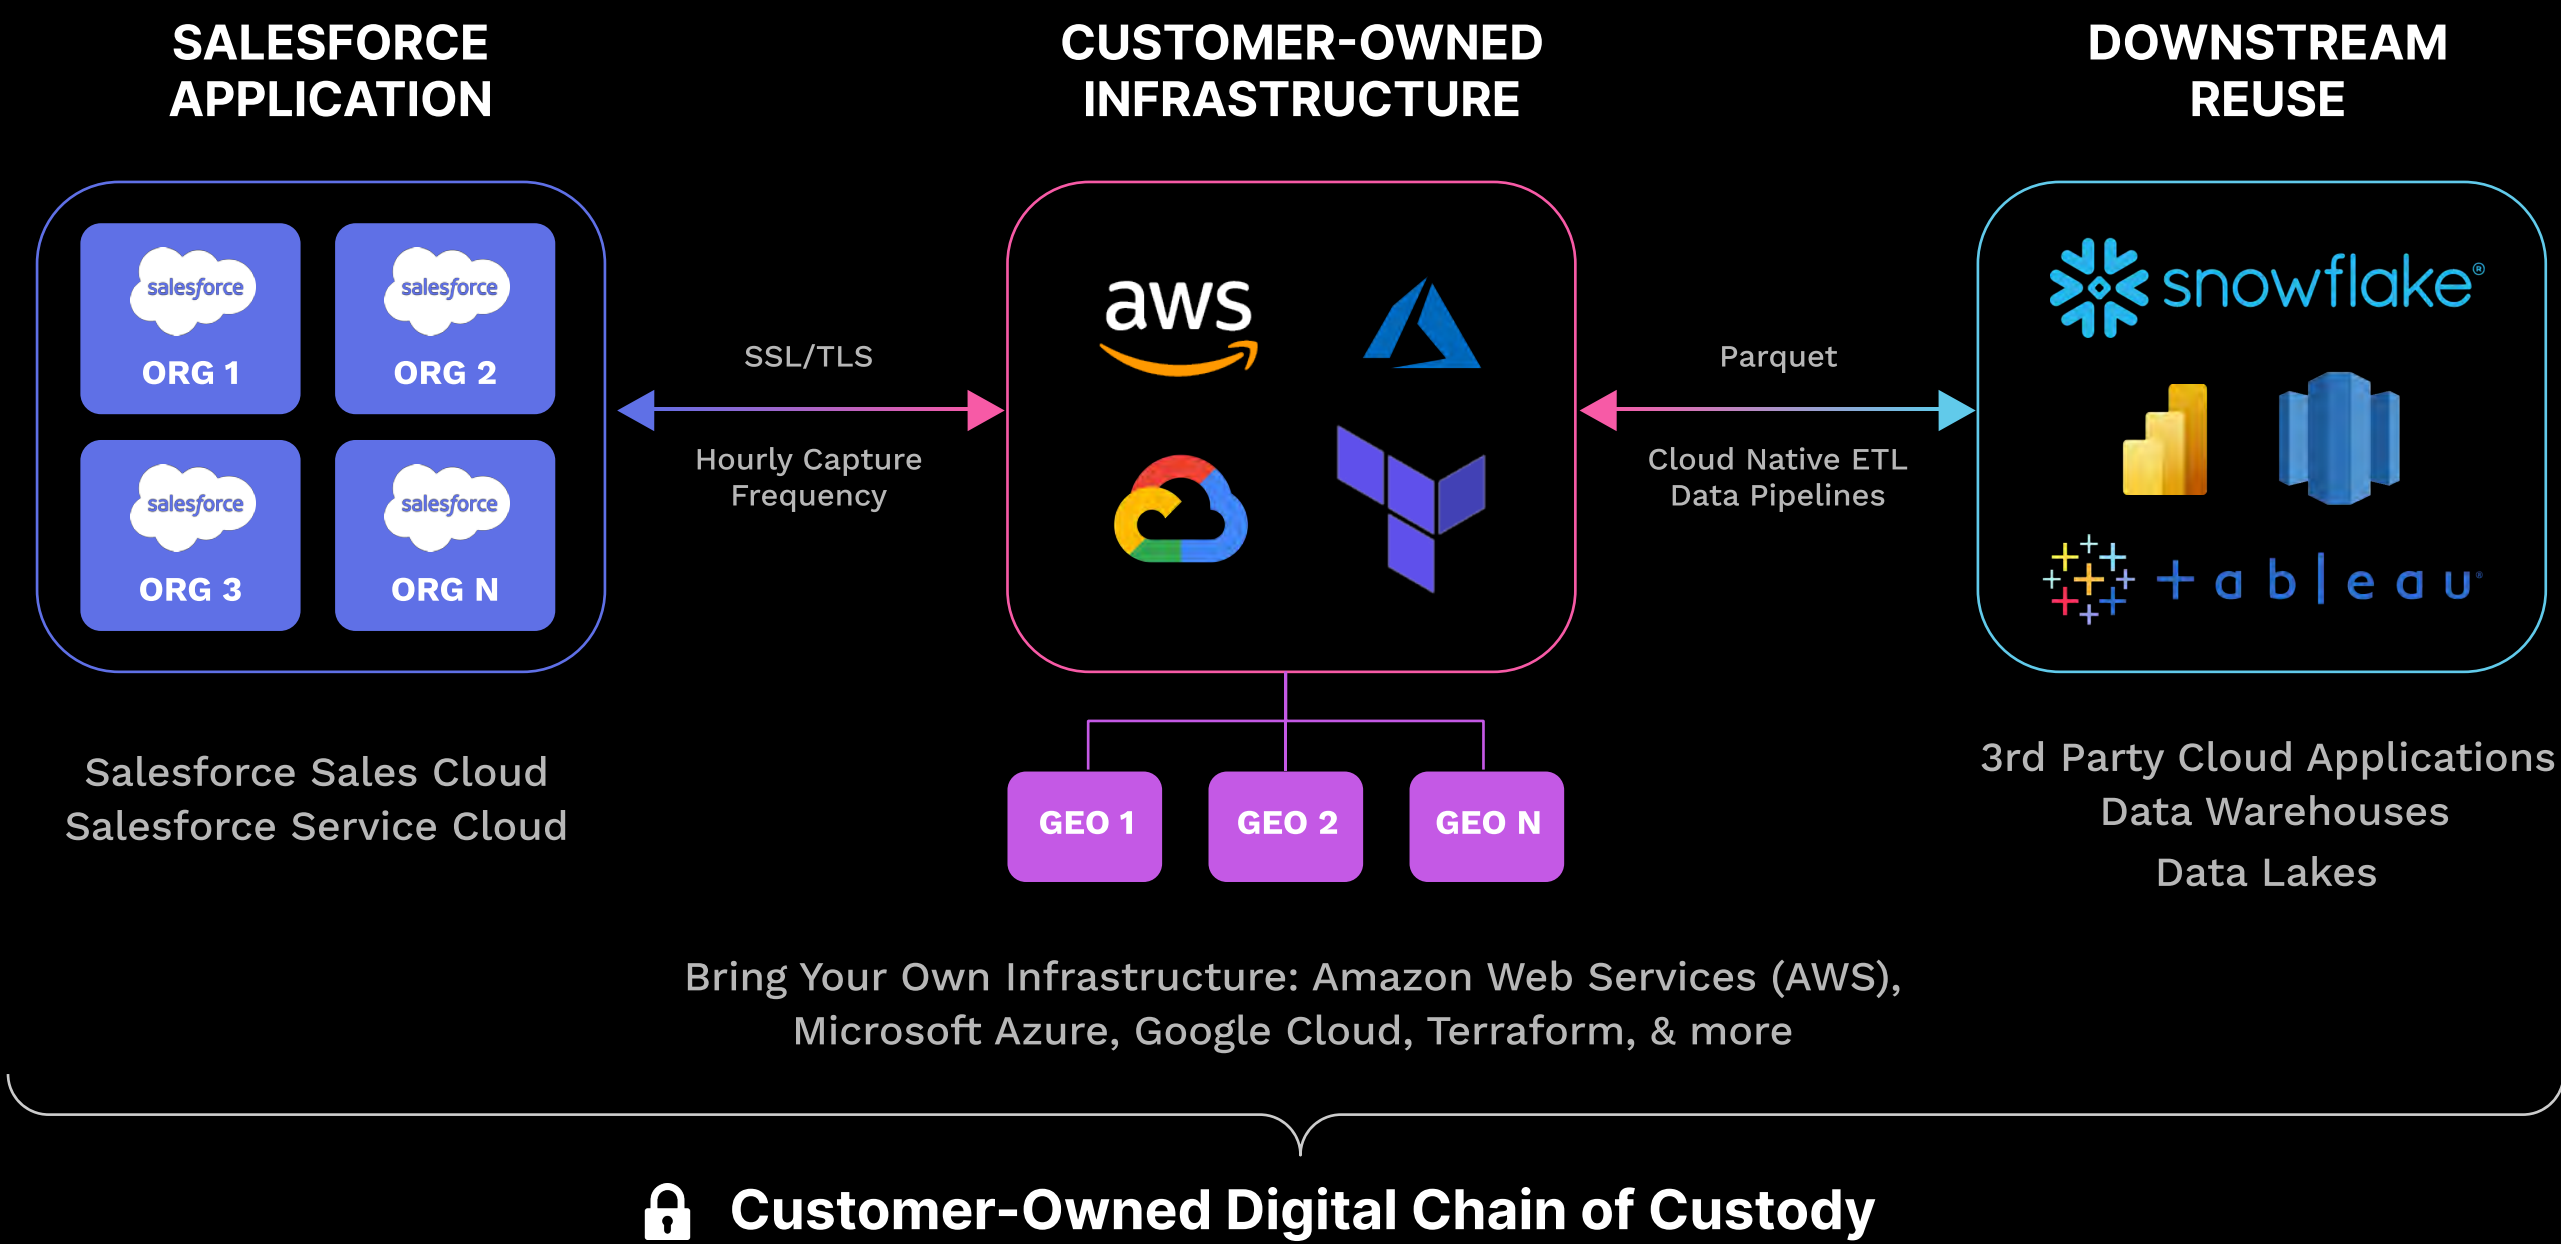 SALESFORCE
APPLICATION
CUSTOMER-OWNED
INFRASTRUCTURE
DOWNSTREAM
REUSE
salesforce
ORG 1
salesforce
ORG 2
salesforce
ORG 3
salesforce
ORG N
SSL/TLS
Hourly Capture
Frequency
aws
Parquet
Cloud Native ETL
Data Pipelines
snowflake®
+ableau®
Salesforce Sales Cloud
Salesforce Service Cloud
GEO 1
GEO 2
GEO N
3rd Party Cloud Applications
Data Warehouses
Data Lakes
Bring Your Own Infrastructure: Amazon Web Services (AWS),
Microsoft Azure, Google Cloud, Terraform, & more
Customer-Owned Digital Chain of Custody